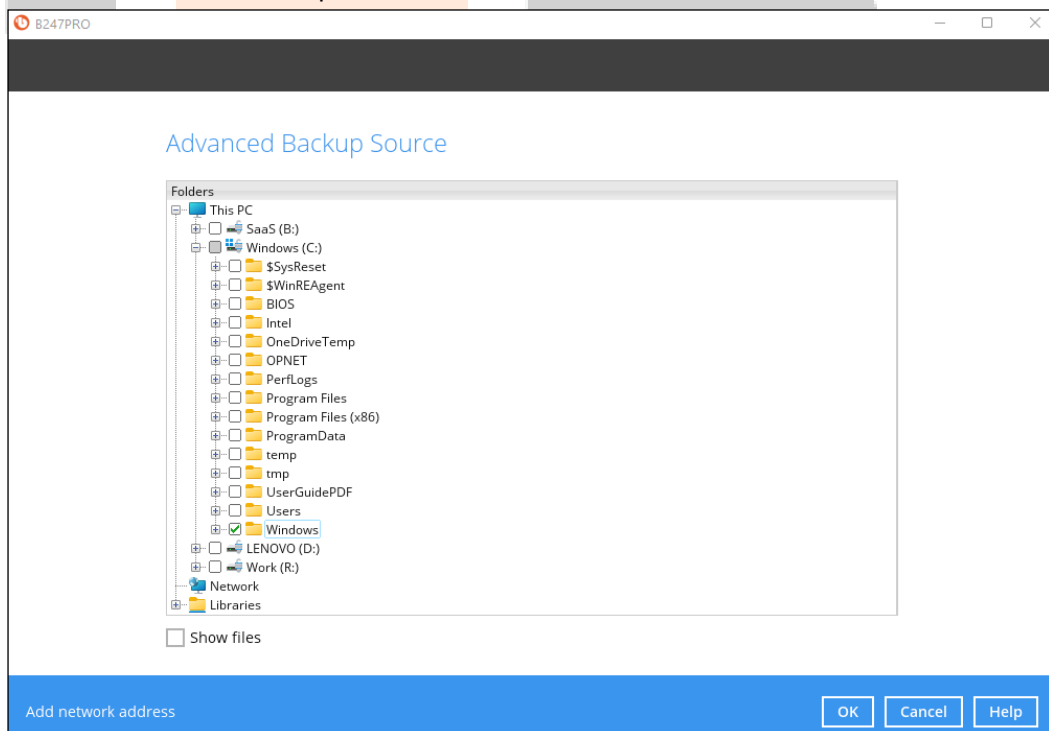 B247PRO
Advanced Backup Source
Folders
This PC
SaaS (B:)
Windows (C:)
$SysReset
$WinREAgent
BIOS
Intel
OneDriveTemp
OPNET
PerfLogs
Program Files
Program Files (x86)
ProgramData
temp
tmp
UserGuidePDF
Users
Windows
LENOVO (D:)
Work (R:)
Network
Libraries
Show files
Add network address
OK Cancel Help